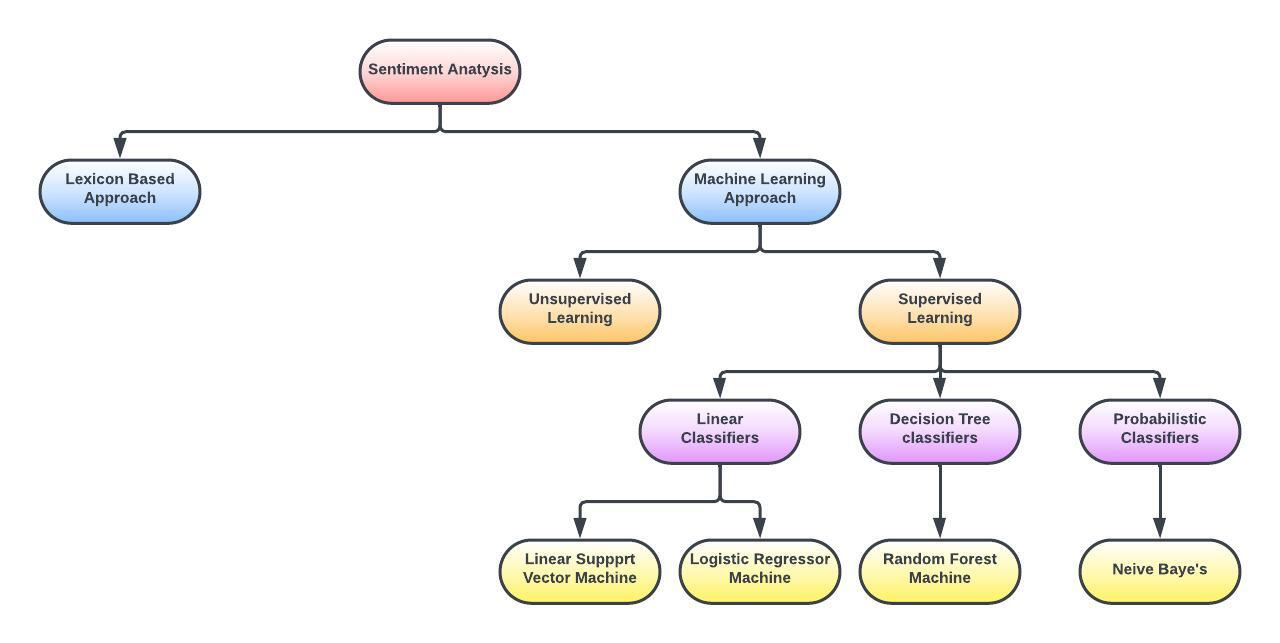 Sentiment Anatysis
Lexicon Based
Approach
Machine Learning
Approach
Unsupervised
Learning
Supervised
Learning
Linear
Classifiers
Decision Tree
classifiers
Probabilistic
Classifiers
Linear Suppprt
Vector Machine
Logistic Regressor
Machine
Random Forest
Machine
Neive Baye's